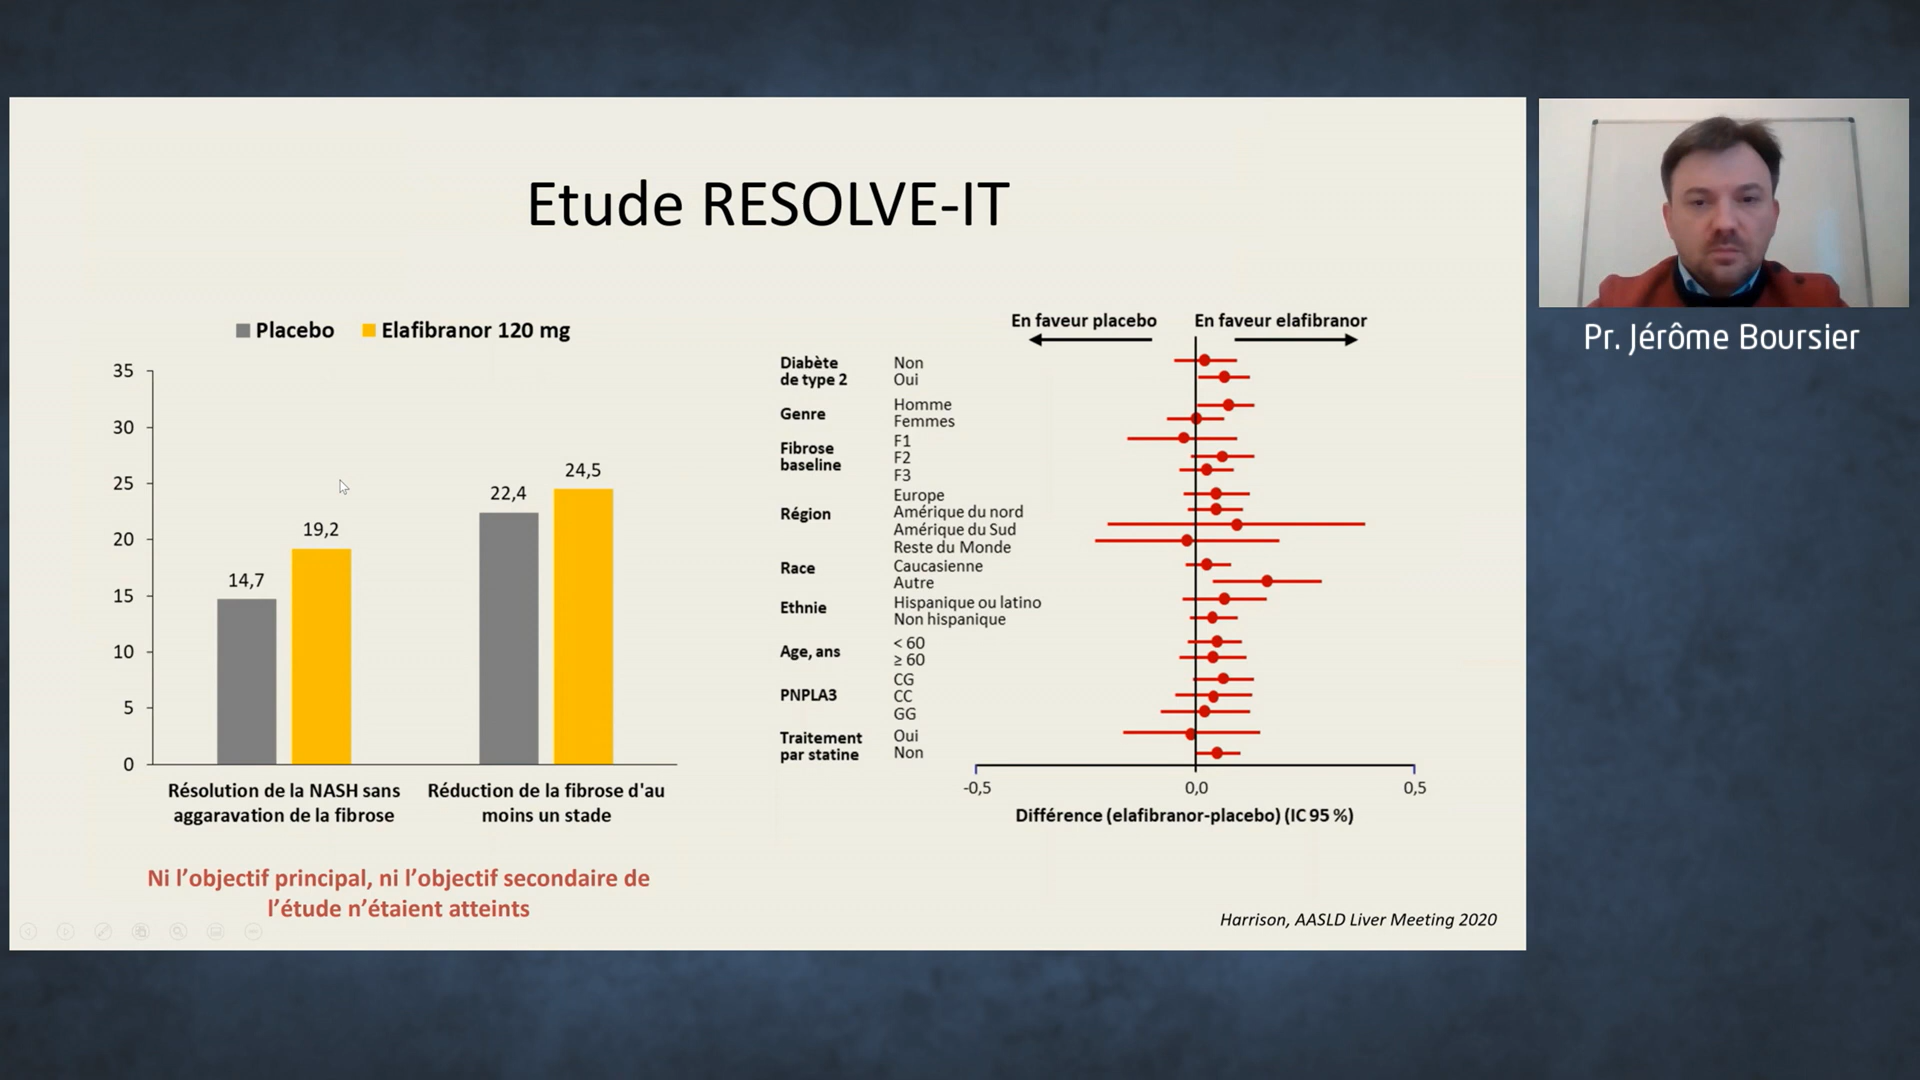 Etude RESOLVE-IT
Placebo
Elafibranor 120 mg
35
30
25
20
15
10
5
0
14,7
19,2
22,4
24,5
Résolution de la NASH sans
aggaravation de la fibrose
Réduction de la fibrose d'au
moins un stade
Ni l’objectif principal, ni l’objectif secondaire de
l’étude n’étaient atteints
En faveur placebo
En faveur elafibranor
Diabète
de type 2
Non
Oui
Genre
Homme
Femmes
Fibrose
baseline
F1
F2
F3
Région
Europe
Amérique du nord
Amérique du Sud
Reste du Monde
Race
Caucasienne
Autre
Ethnie
Hispanique ou latino
Non hispanique
Age, ans
< 60
≥ 60
PNPLA3
CG
CC
GG
Traitement
par statine
Oui
Non
-0,5
0,0
0,5
Différence (elafibranor-placebo) (IC 95 %)
Harrison, AASLD Liver Meeting 2020
Pr. Jérôme Boursier